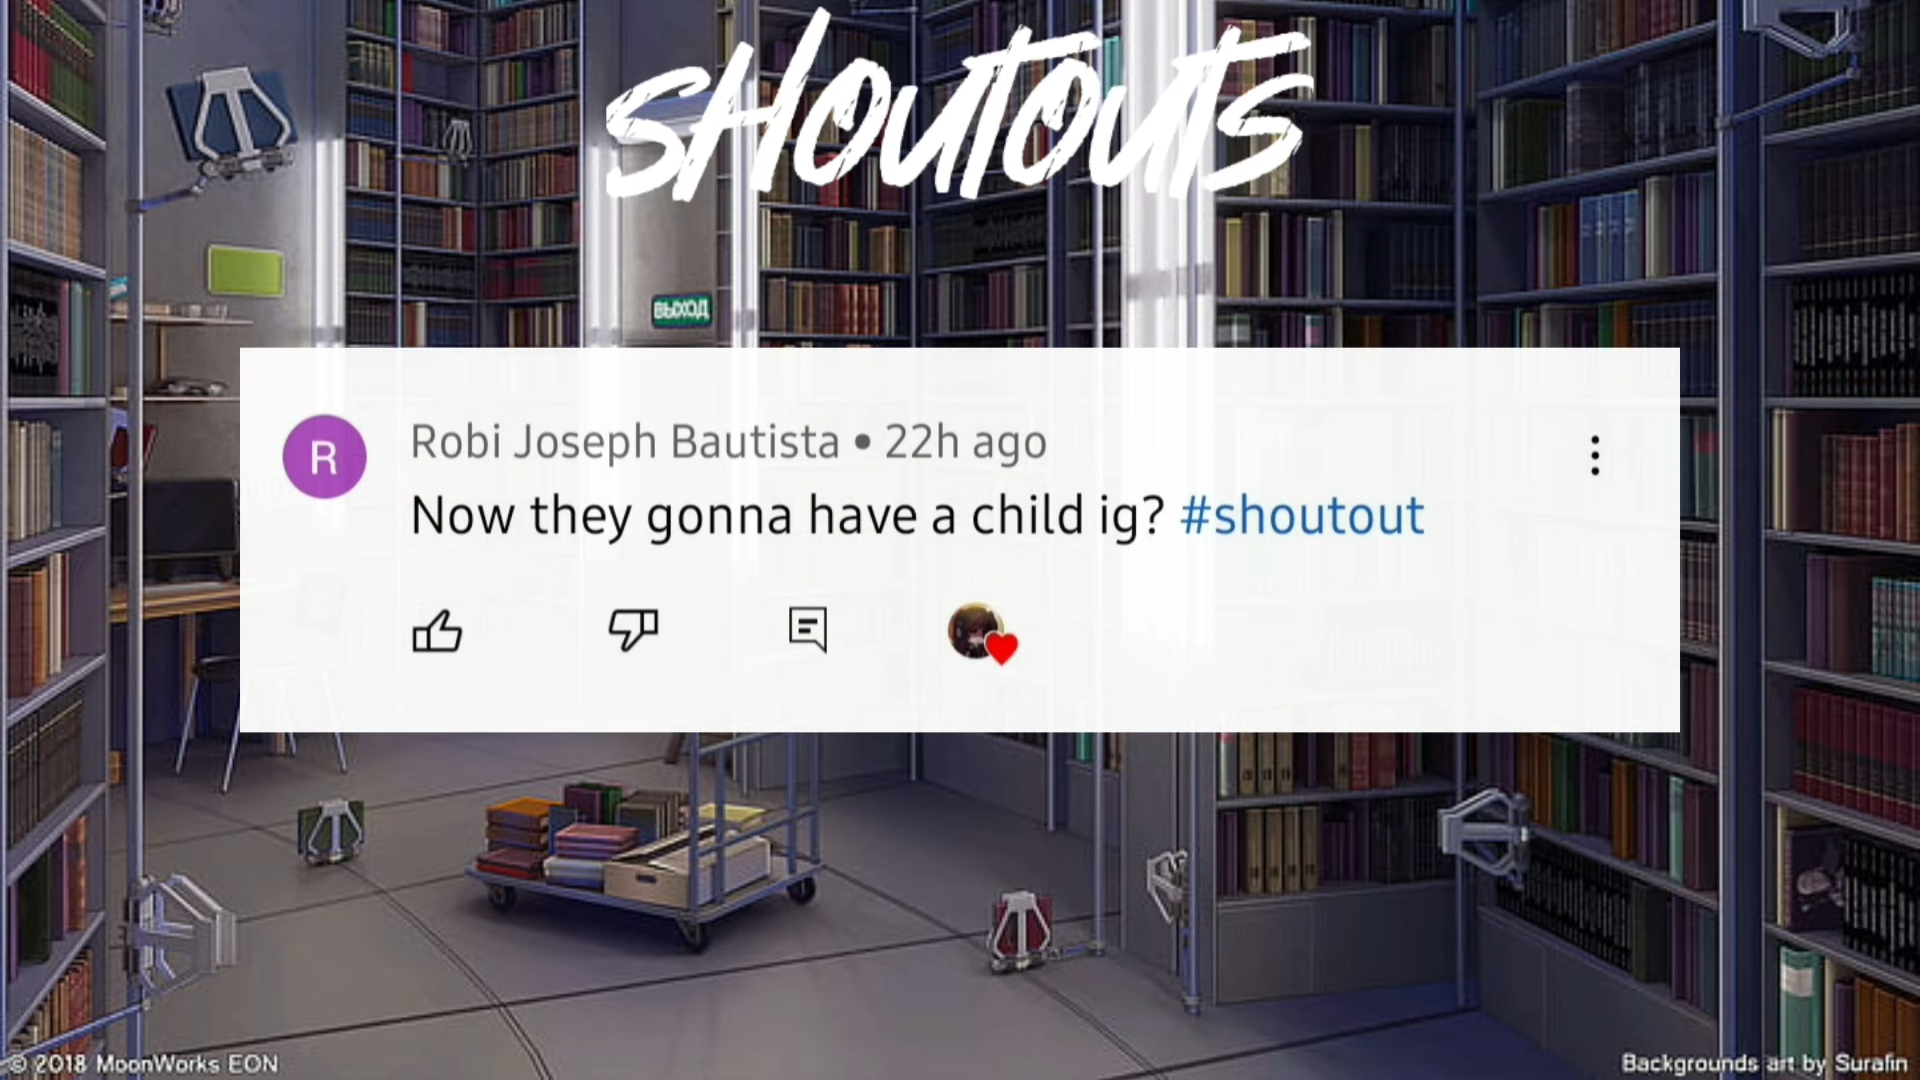 SHOUTOUTS
ВЫХОД
R
Robi Joseph Bautista • 22h ago
Now they gonna have a child ig? #shoutout
© 2018 MoonWorks EON
Backgrounds art by Surafin